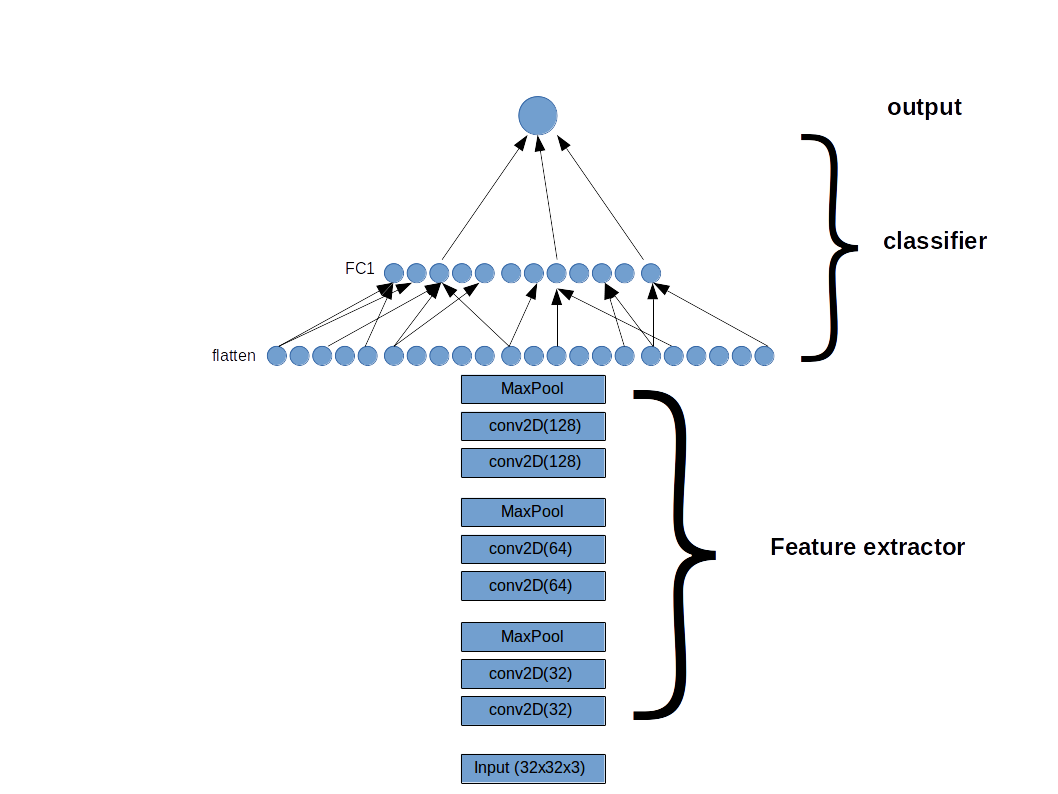 output
classifier
FC1
flatten
MaxPool
conv2D(128)
conv2D(128)
MaxPool
conv2D(64)
Feature extractor
conv2D(64)
MaxPool
conv2D(32)
conv2D(32)
Input (32x32x3)